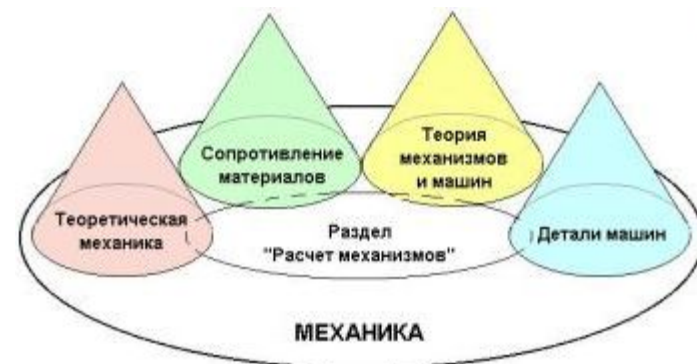 Теория
механизмов
и машин
Сопротивление
материалов
Теоретическая
механика
Раздел
"Расчет механизмов"
Детали машин
МЕХАНИКА